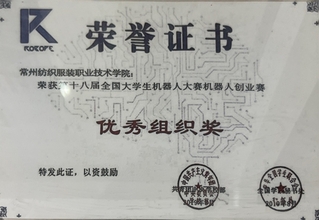 ROBOTE
荣誉证书
常州纺织服装职业技术学院:
荣获 十八届全国大学生机器人大赛机器人创业赛
优秀组织奖
特发此证，以资鼓励